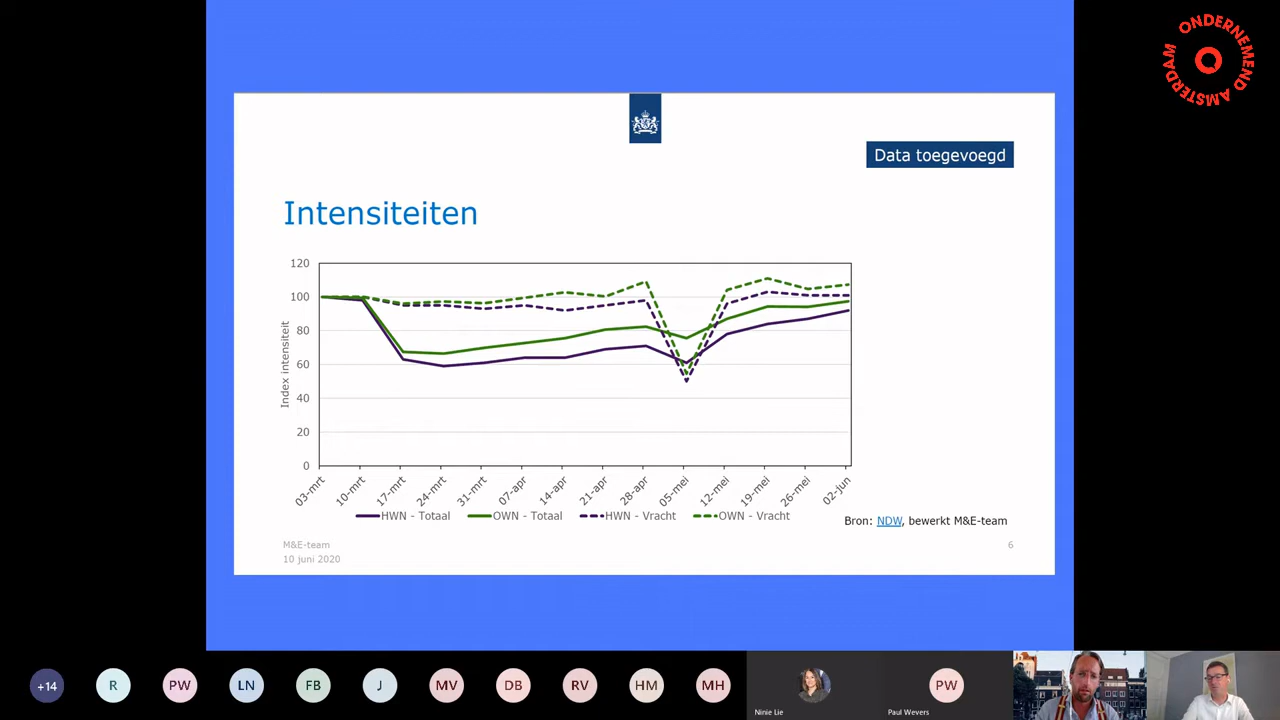 ONDERNEMEND AMSTERDAM
Data toegevoegd
Intensiteiten
120
100
80
60
40
20
0
Index intensiteit
03-mrt
10-mrt
17-mrt
24-mrt
31-mrt
07-apr
14-apr
21-apr
28-apr
05-mei
12-mei
19-mei
26-mei
02-jun
HWN - Totaal
OWN - Totaal
HWN - Vracht
OWN - Vracht
Bron: NDW, bewerkt M&E-team
M&E-team
10 juni 2020
6
+14
R
PW
LN
FB
J
MV
DB
RV
HM
MH
Ninie Lie
PW
Paul Wevers